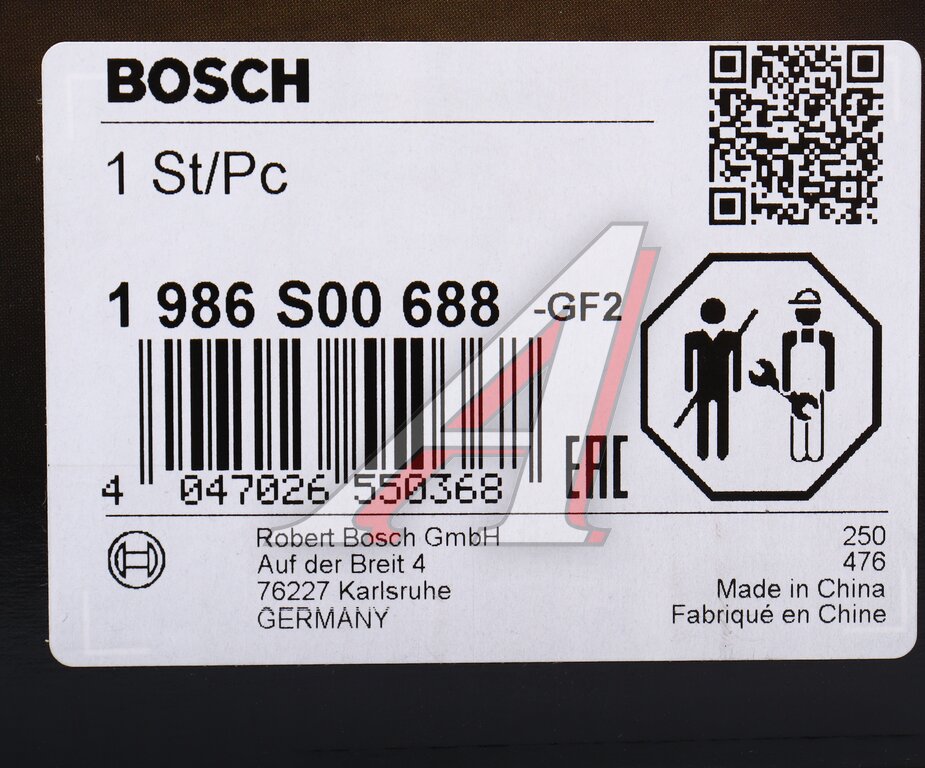 BOSCH
1 St/Pc
1 986 S00 688 -GF2
4 047026 550368
EAC
Robert Bosch GmbH
Auf der Breit 4
76227 Karlsruhe
GERMANY
250
476
Made in China
Fabriqué en Chine